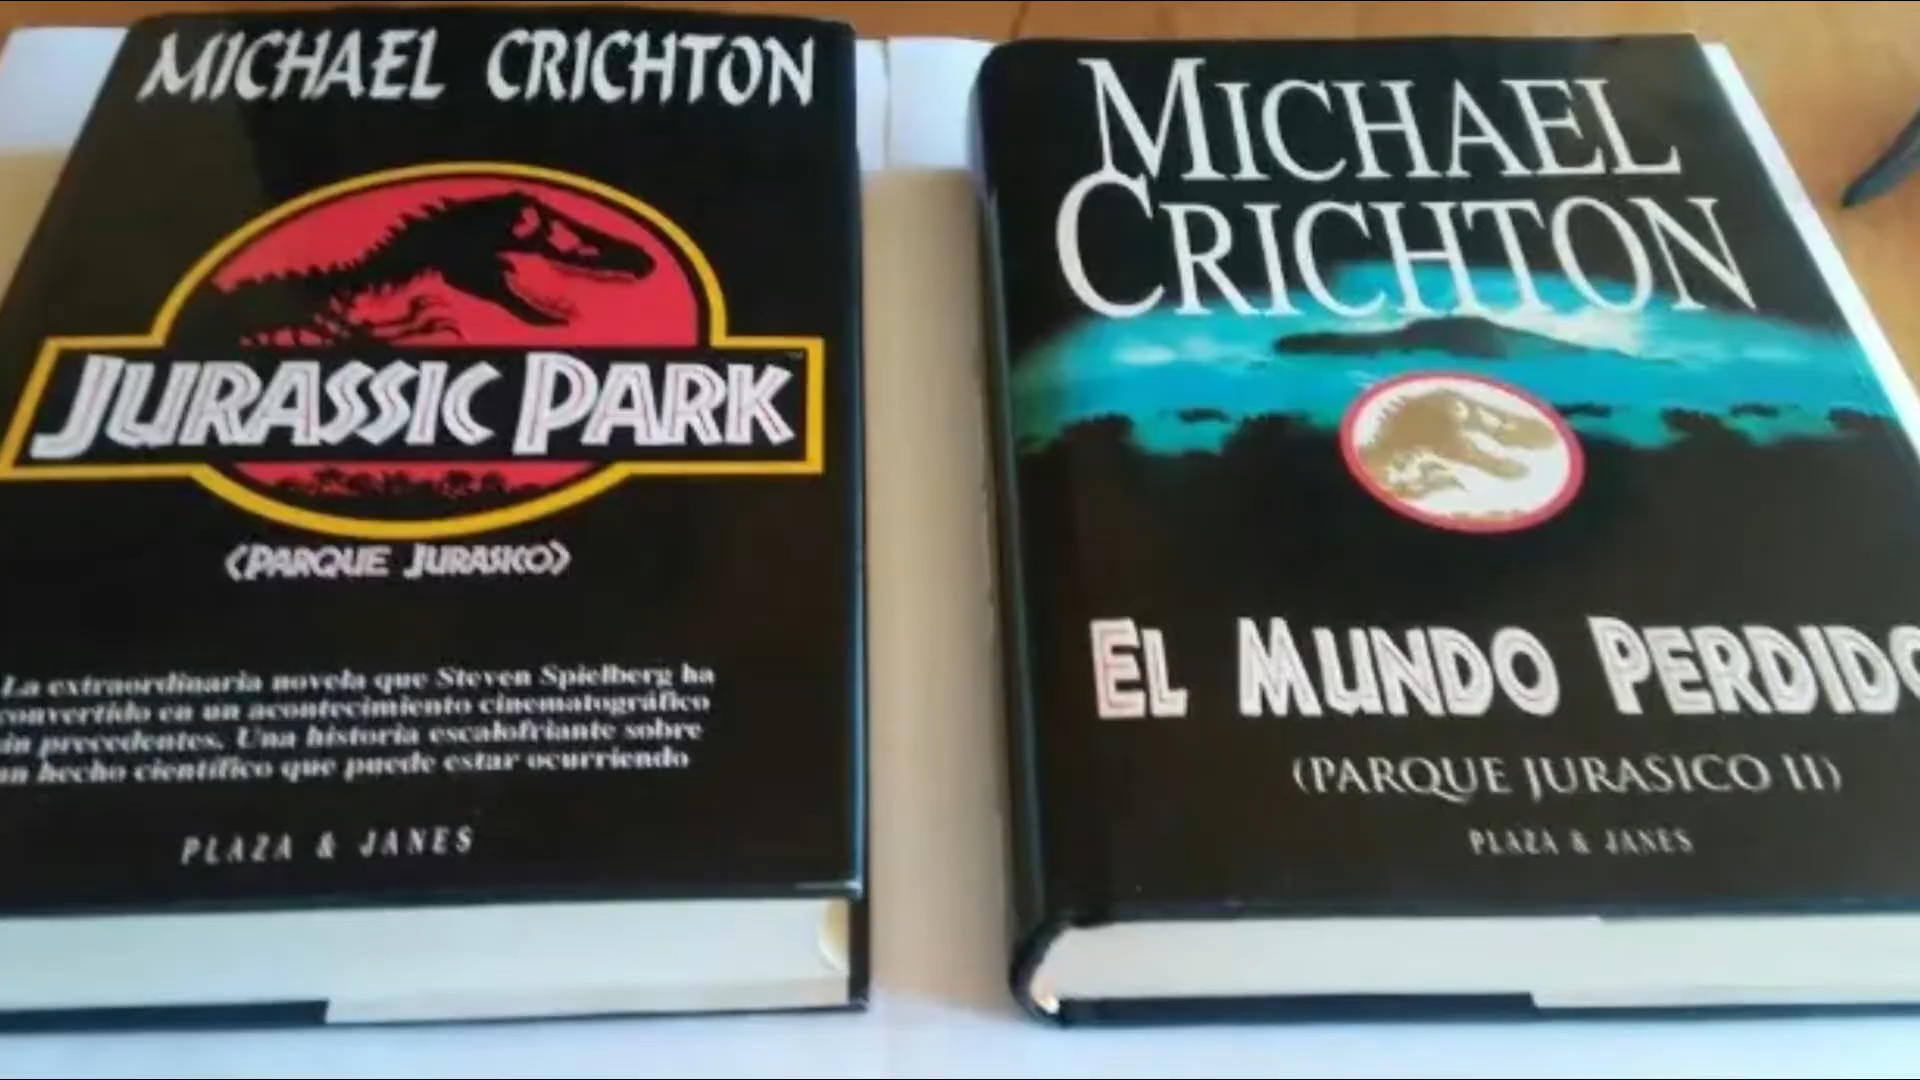 MICHAEL CRICHTON
JURASSIC PARK™
(PARQUE JURASICO)
La extraordinaria novela que Steven Spielberg ha
convertido en un acontecimiento cinematográfico
sin precedentes. Una historia escalofriante sobre
un hecho científico que puede estar ocurriendo
PLAZA & JANES
MICHAEL
CRICHTON
EL MUNDO PERDIDO
(PARQUE JURASICO II)
PLAZA & JANES